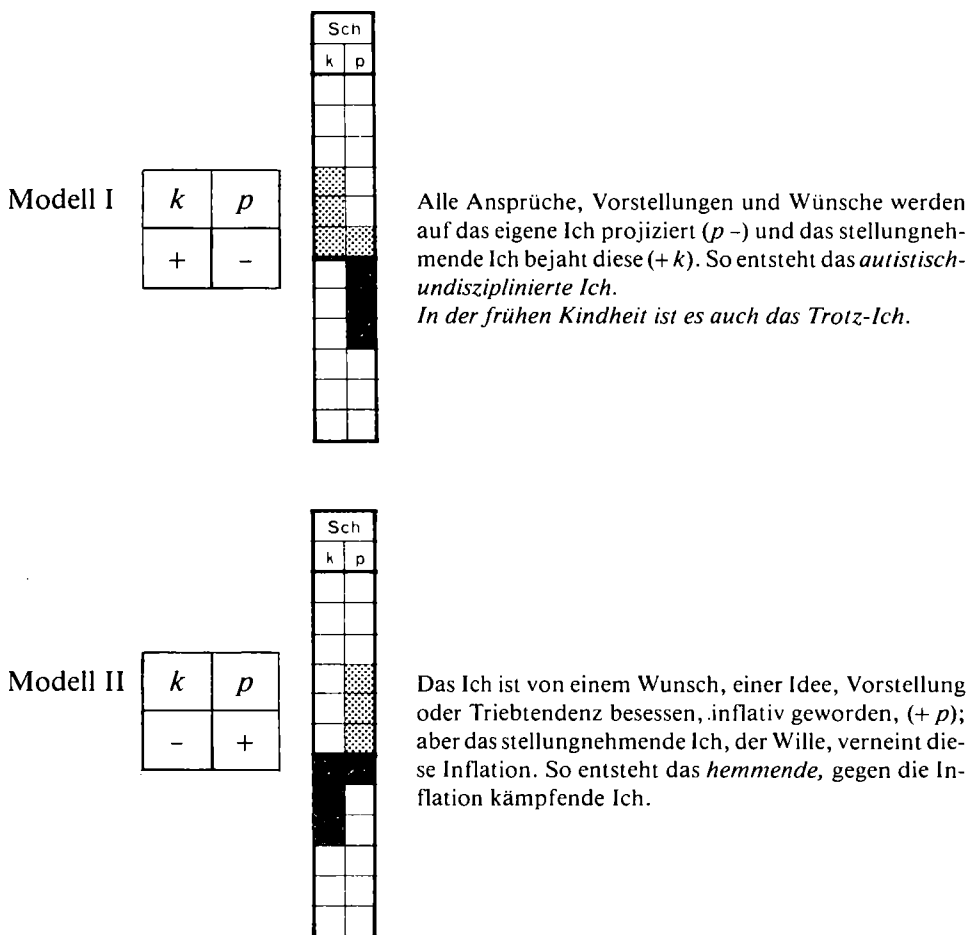 Sch
k p
Modell I
k p
+ -
Alle Ansprüche, Vorstellungen und Wünsche werden
auf das eigene Ich projiziert (p –) und das stellungneh-
mende Ich bejaht diese (+ k). So entsteht das autistisch-
undisziplinierte Ich.
In der frühen Kindheit ist es auch das Trotz-Ich.
Sch
k p
Modell II
k p
- +
Das Ich ist von einem Wunsch, einer Idee, Vorstellung
oder Triebtendenz besessen, .inflativ geworden, (+ p);
aber das stellungnehmende Ich, der Wille, verneint die-
se Inflation. So entsteht das hemmende, gegen die In-
flation kämpfende Ich.